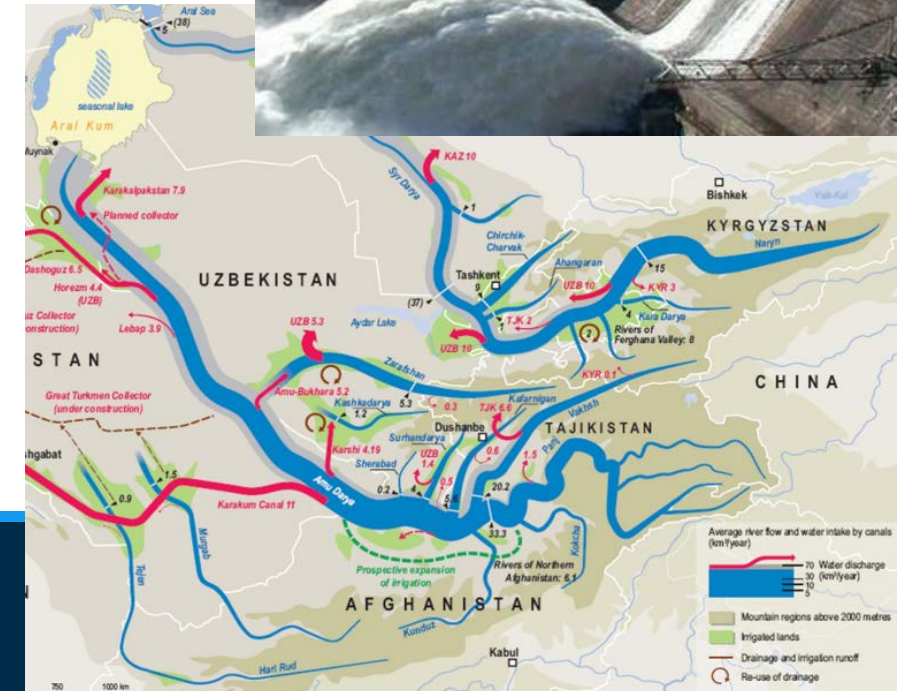 Aral Sea
(38)
5
seasonal lake
Aral Kum
Muynak
Karakalpakstan 7.9
Planned collector
Dashoguz 6.5
Horezm 4.4
(UZB)
Collector
Lebap 3.9
STAN
UZBEKISTAN
KAZ 10
Syr Darya
1
Chirchik-
Charvak
Ahangaran
Tashkent
9
1
(37)
TJK 2
UZB 10
Aydar Lake
UZB 10
Bishkek
KYRGYZSTAN
Naryn
15
KYR 3
4
Kara Darya
2
Rivers of
Ferghana Valley: 8
KYR 0.1
CHINA
UZB 5.3
Zarafshan
Amu-Bukhara 5.2
Kashkadarya
1.2
5.3
0.3
Kafarnigan
TJK 6.6
Vakhsh
Dushanbe
TAJIKISTAN
Panj
Surhandarya
Karshi 4.19
Sherabad
UZB
1.4
0.6
1.5
0.2
4
0.5
20.2
33.3
Great Turkmen Collector
(under construction)
0.9
1.5
Karakum Canal 11
Amu Darya
Murgab
Tejen
Prospective expansion
of irrigation
Rivers of Northern
Afghanistan: 6.1
Kokcha
AFGHANISTAN
Kunduz
Hari Rud
Kabul
750 1000 km
Average river flow and water intake by canals
(km³/year)
70 Water discharge
30 (km³/year)
10
5
Mountain regions above 2000 metres
Irrigated lands
Drainage and irrigation runoff
Re-use of drainage